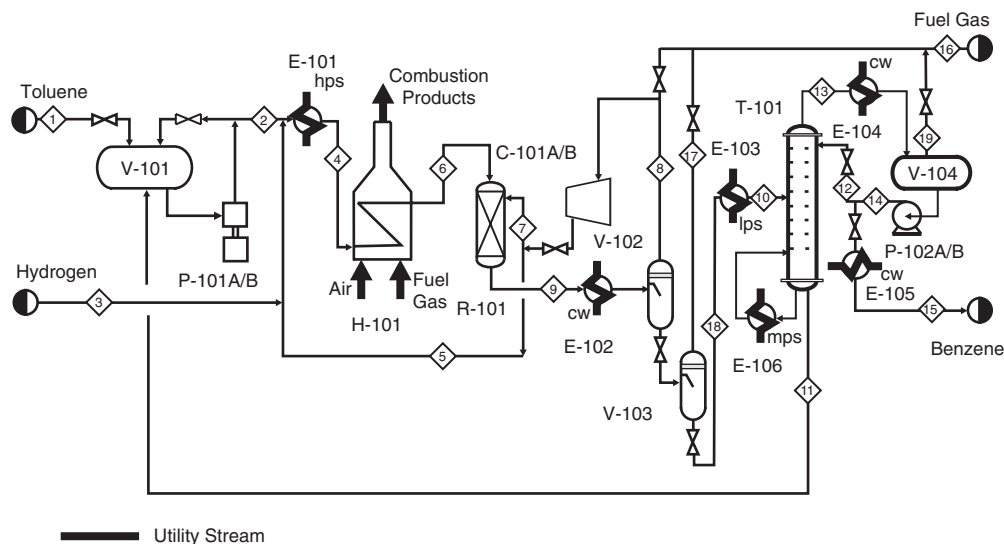 Fuel Gas
16
cw
13
E-101
hps
Combustion
Products
Toluene
1
2
T-101
E-104
19
V-101
4
6
C-101A/B
8
17
E-103
V-104
10
lps
12
14
7
V-102
P-102A/B
P-101A/B
Hydrogen
3
Air
Fuel
Gas
H-101
R-101
9
cw
E-102
18
cw
E-105
15
Benzene
mps
E-106
5
V-103
11
Utility Stream